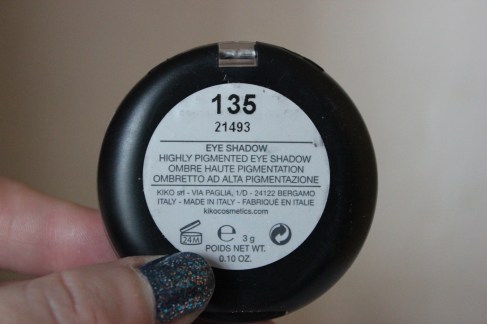 135
21493
EYE SHADOW
HIGHLY PIGMENTED EYE SHADOW
OMBRE HAUTE PIGMENTATION
OMBRETTO AD ALTA PIGMENTAZIONE
KIKO srl - VIA PAGLIA, 1/D - 24122 BERGAMO
ITALY - MADE IN ITALY - FABRIQUÉ EN ITALIE
kikocosmetics.com
24M e 3 g
POIDS NET WT.
0.10 OZ.